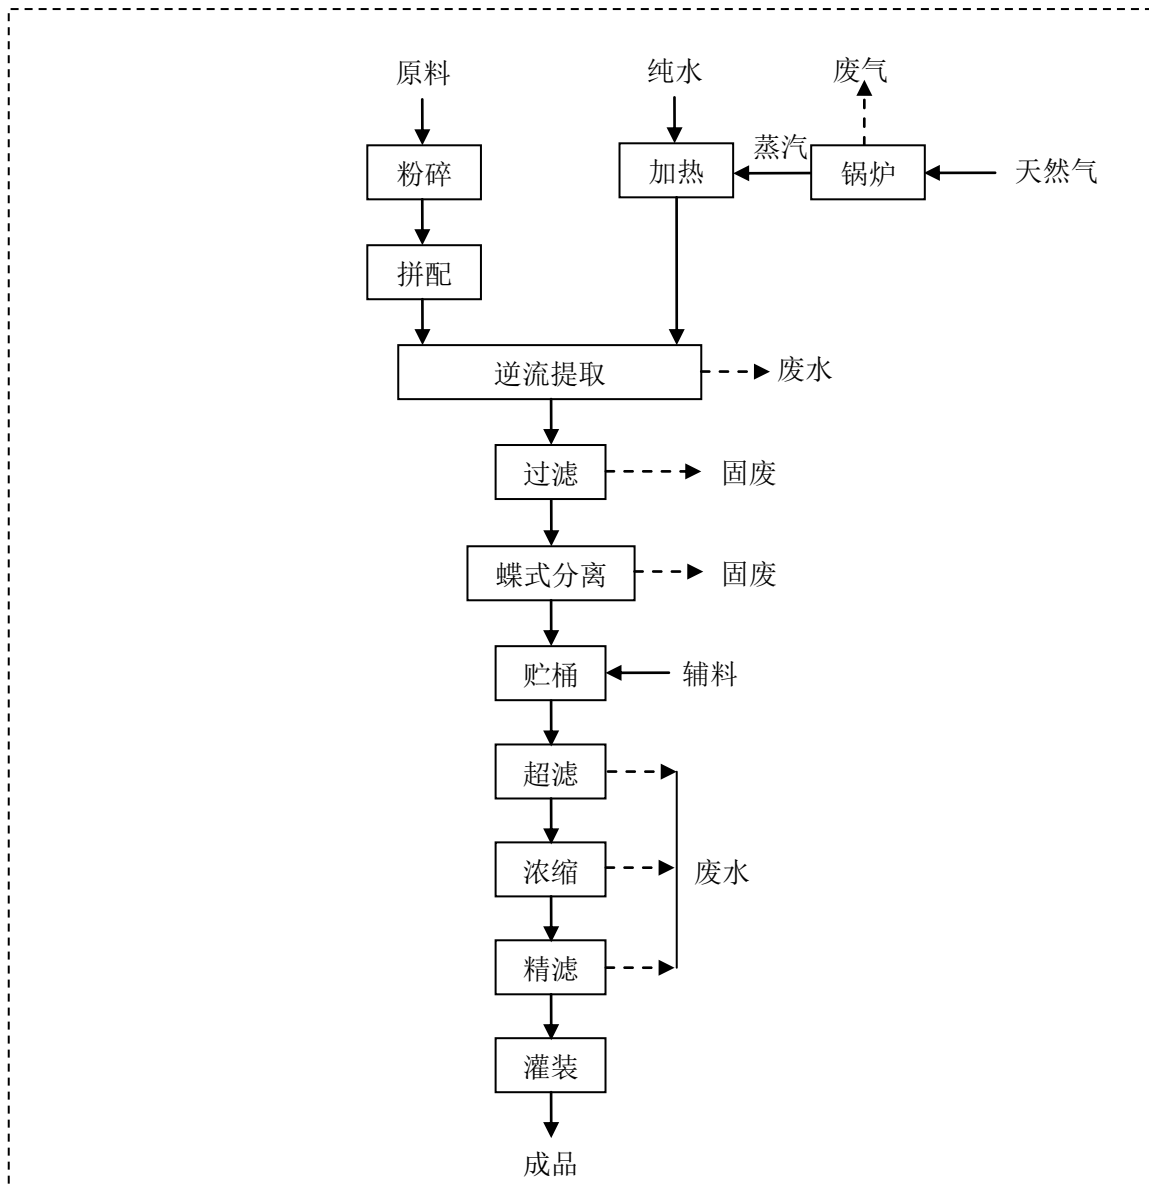 原料
纯水
废气
粉碎
加热
蒸汽
锅炉
天然气
拼配
逆流提取
废水
过滤
固废
蝶式分离
固废
贮桶
辅料
超滤
浓缩
废水
精滤
灌装
成品